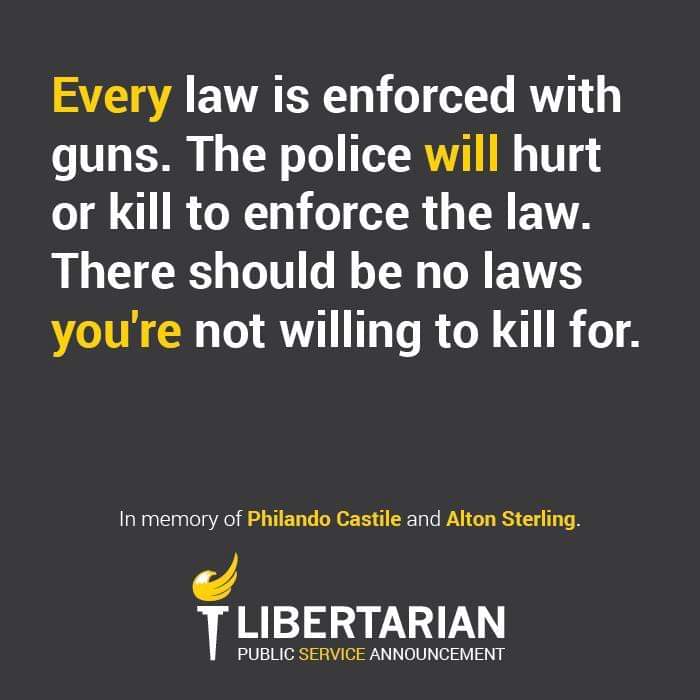 Every law is enforced with
guns. The police will hurt
or kill to enforce the law.
There should be no laws
you're not willing to kill for.
In memory of Philando Castile and Alton Sterling.
LIBERTARIAN
PUBLIC SERVICE ANNOUNCEMENT